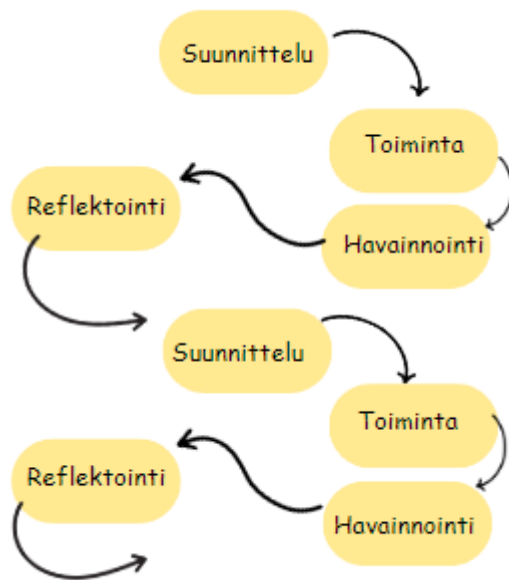 Suunnittelu
Toiminta
Havainnointi
Reflektointi
Suunnittelu
Toiminta
Havainnointi
Reflektointi